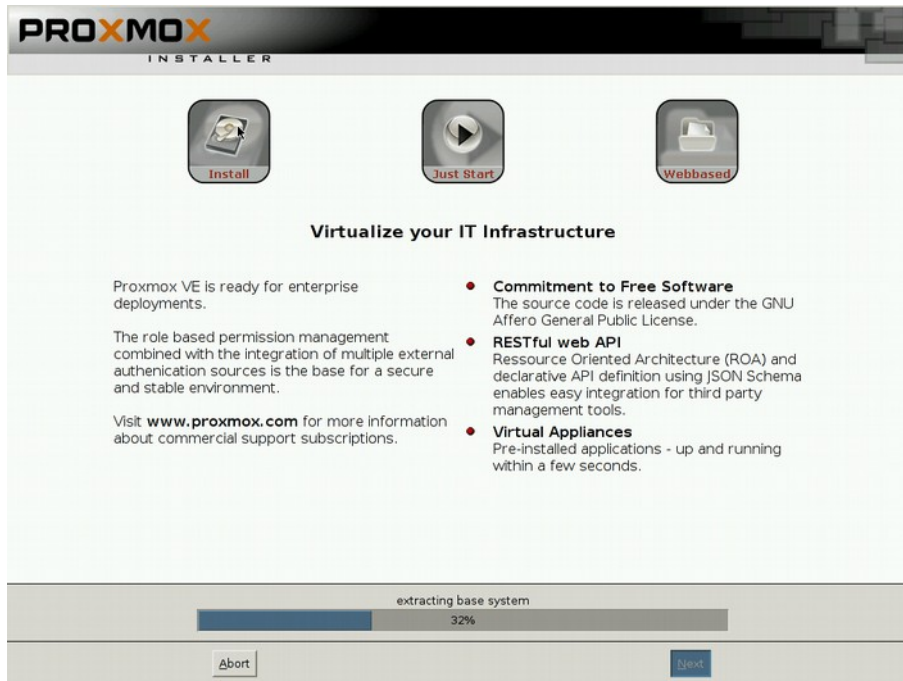 PROXMOX
INSTALLER
Install
Just Start
Webbased
Virtualize your IT Infrastructure
Proxmox VE is ready for enterprise
deployments.
The role based permission management
combined with the integration of multiple external
authenication sources is the base for a secure
and stable environment.
Visit www.proxmox.com for more information
about commercial support subscriptions.
Commitment to Free Software
The source code is released under the GNU
Affero General Public License.
RESTful web API
Ressource Oriented Architecture (ROA) and
declarative API definition using JSON Schema
enables easy integration for third party
management tools.
Virtual Appliances
Pre-installed applications - up and running
within a few seconds.
extracting base system
32%
Abort
Next